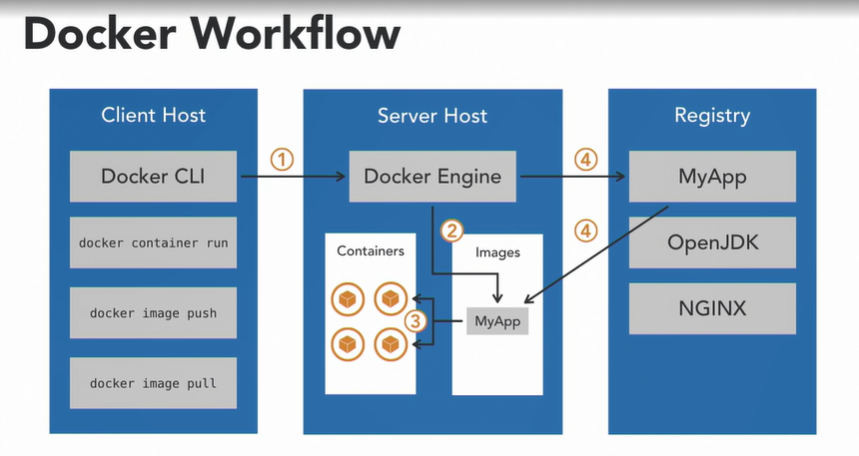 Docker Workflow
Client Host
Docker CLI
docker container run
docker image push
docker image pull
1
Server Host
Docker Engine
2
Containers
Images
3
MyApp
4
4
Registry
MyApp
OpenJDK
NGINX